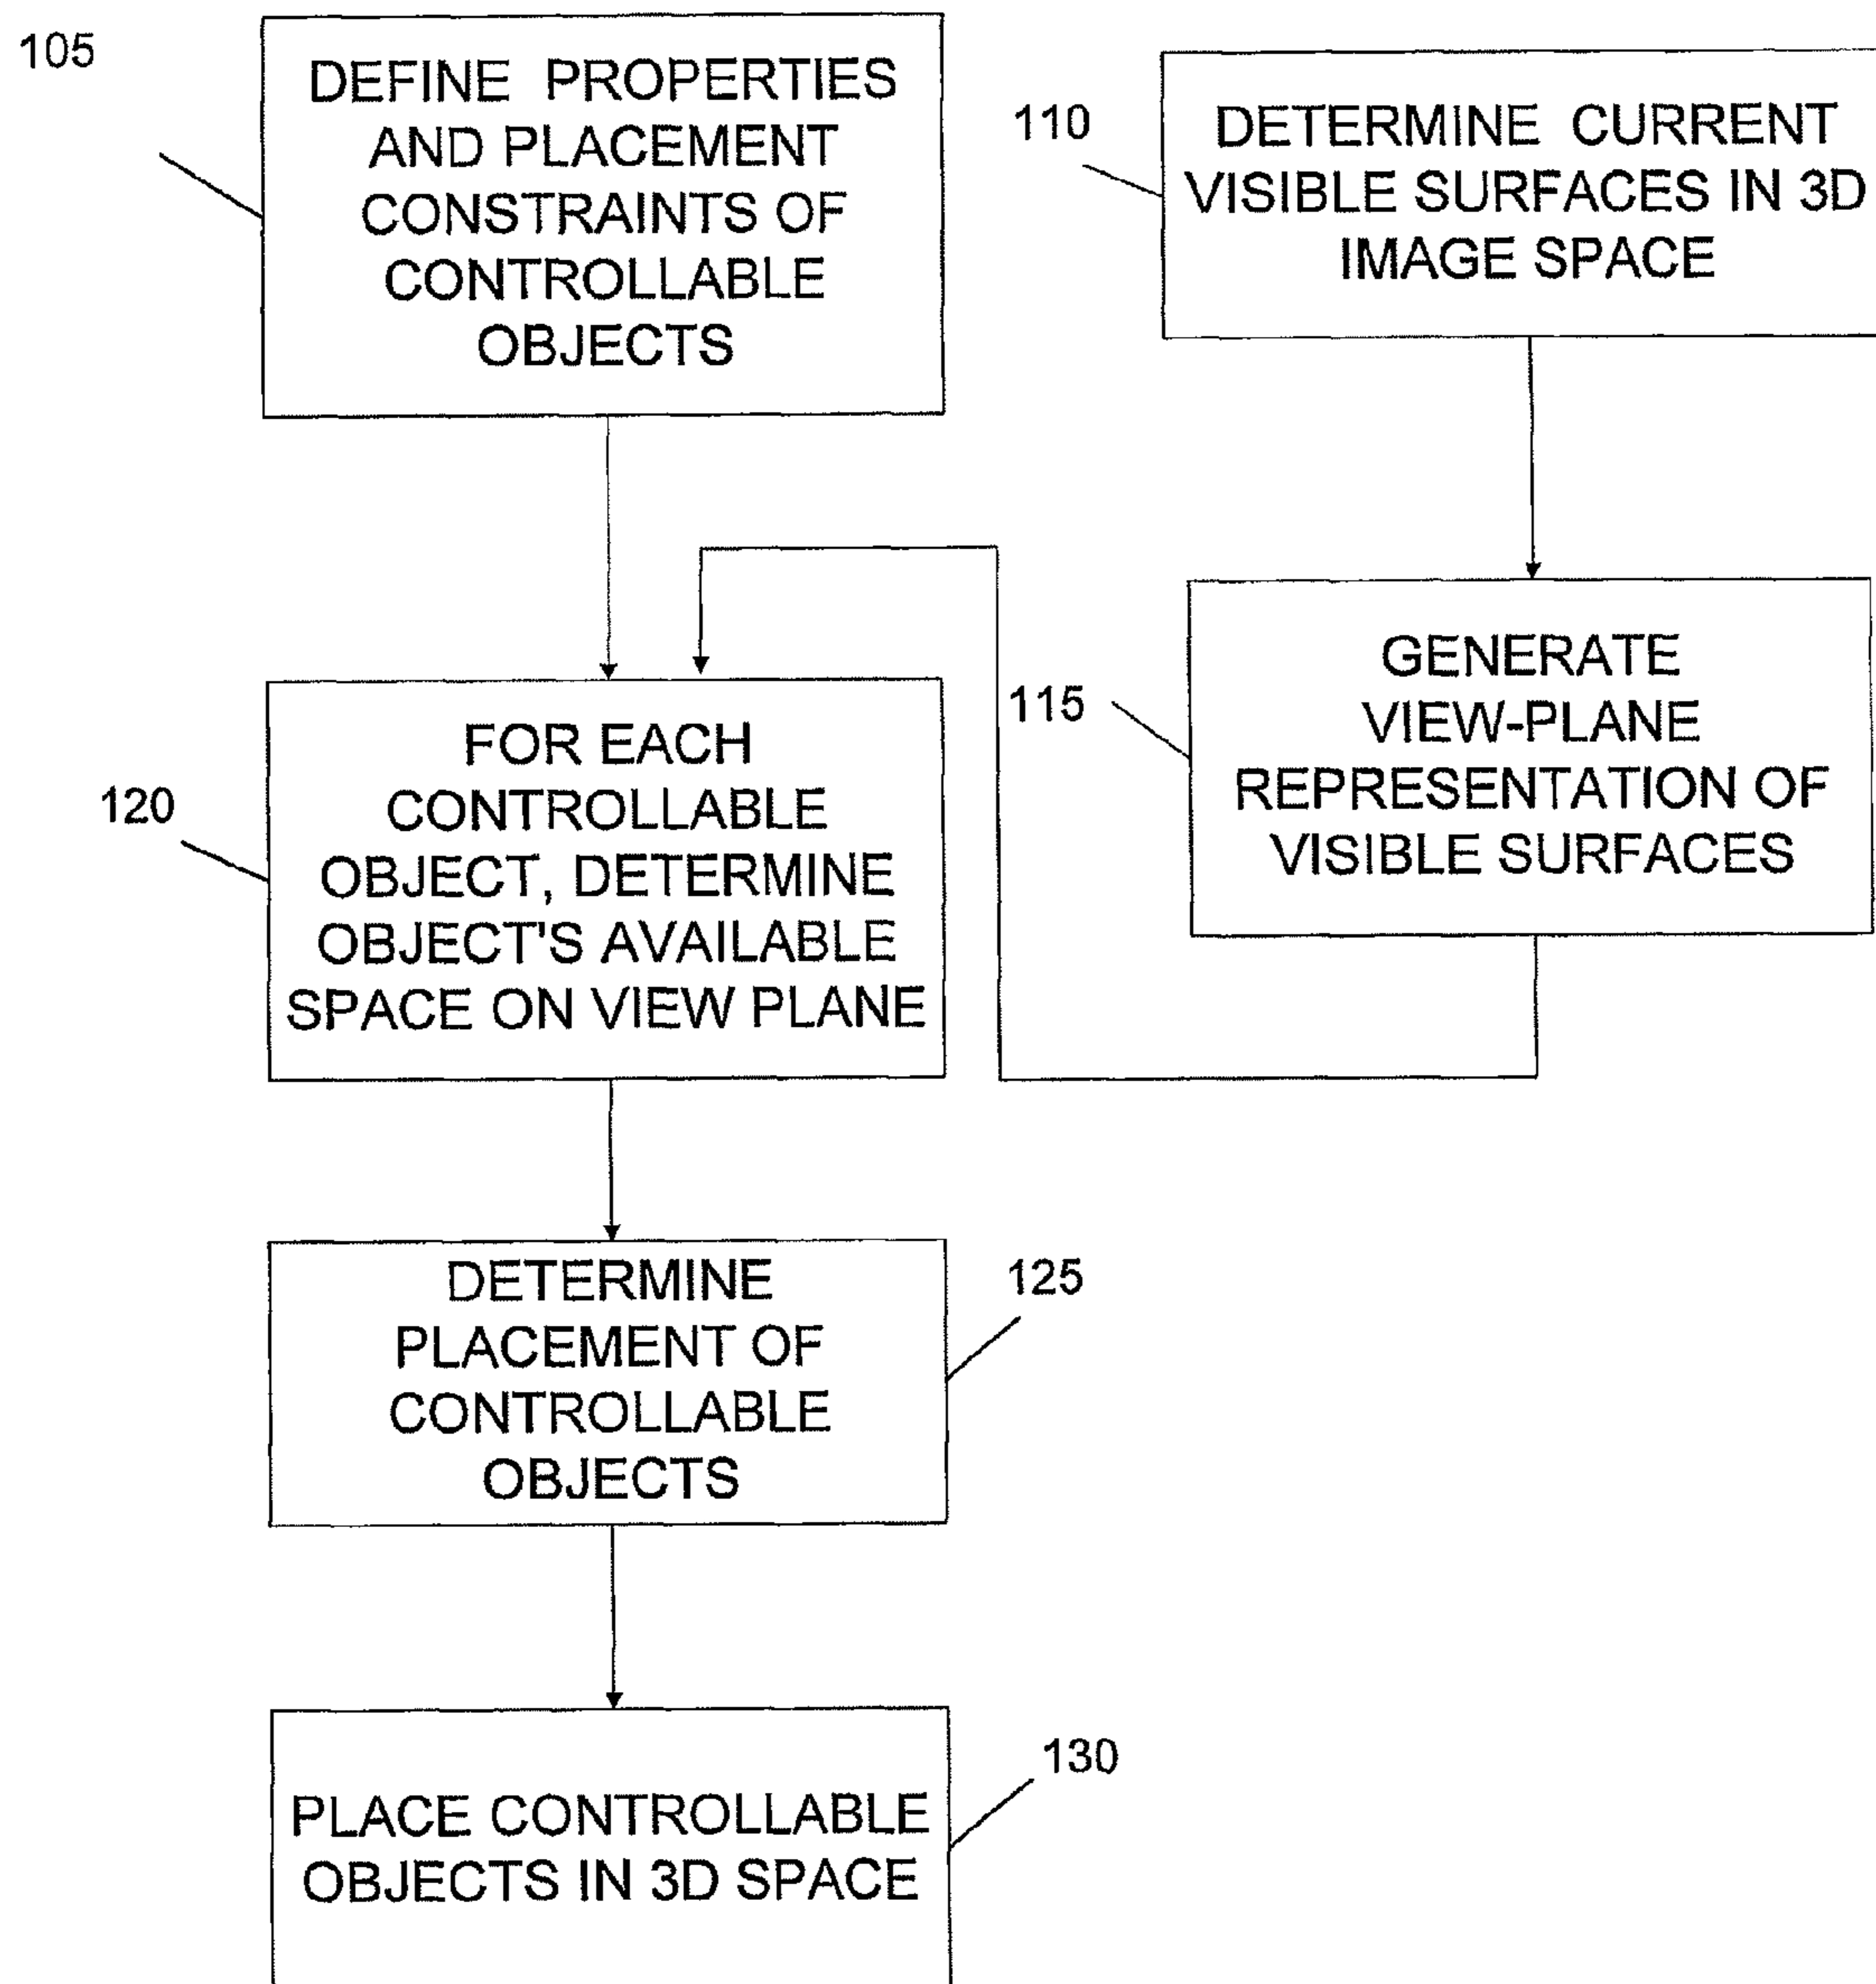 105
DEFINE PROPERTIES
AND PLACEMENT
CONSTRAINTS OF
CONTROLLABLE
OBJECTS
110
DETERMINE CURRENT
VISIBLE SURFACES IN 3D
IMAGE SPACE
115
GENERATE
VIEW-PLANE
REPRESENTATION OF
VISIBLE SURFACES
120
FOR EACH
CONTROLLABLE
OBJECT, DETERMINE
OBJECT'S AVAILABLE
SPACE ON VIEW PLANE
DETERMINE
PLACEMENT OF
CONTROLLABLE
OBJECTS
125
PLACE CONTROLLABLE
OBJECTS IN 3D SPACE
130